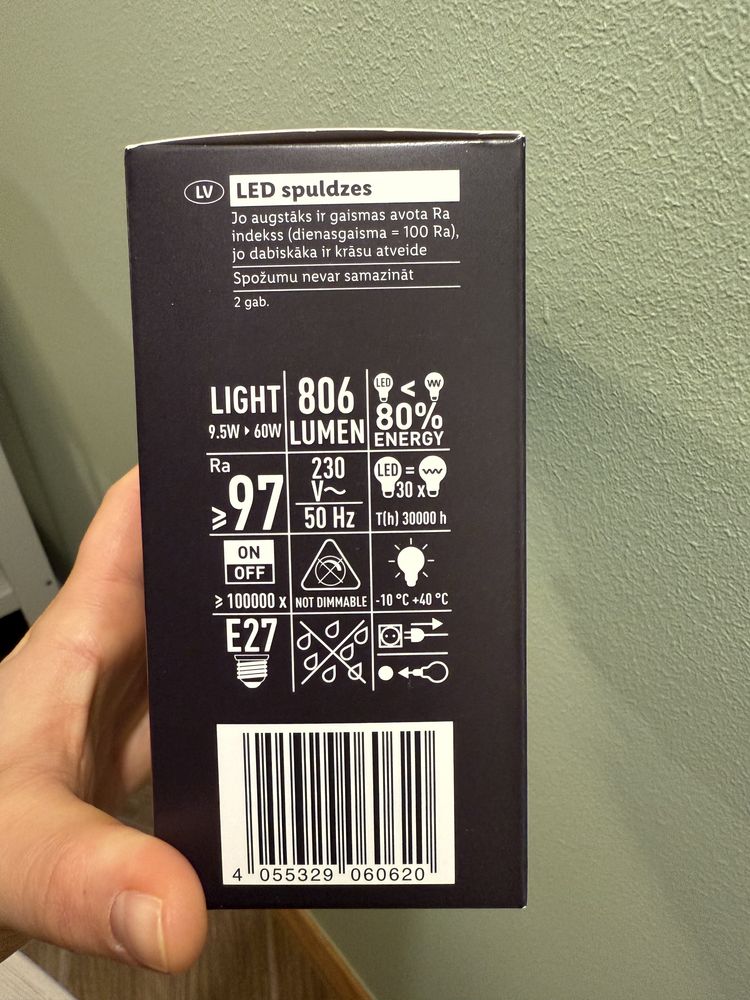 LV LED spuldzes
Jo augstāks ir gaismas avota Ra
indekss (dienasgaisma = 100 Ra),
jo dabiskāka ir krāsu atveide
Spožumu nevar samazināt
2 gab.
LIGHT
9.5W ▸ 60W
806
LUMEN
LED <
80%
ENERGY
Ra
≥97
230
V~
50 Hz
LED =
30 x
T(h) 30000 h
ON
OFF
≥ 100000 x
NOT DIMMABLE
-10 °C +40 °C
E27
4 055329 060620